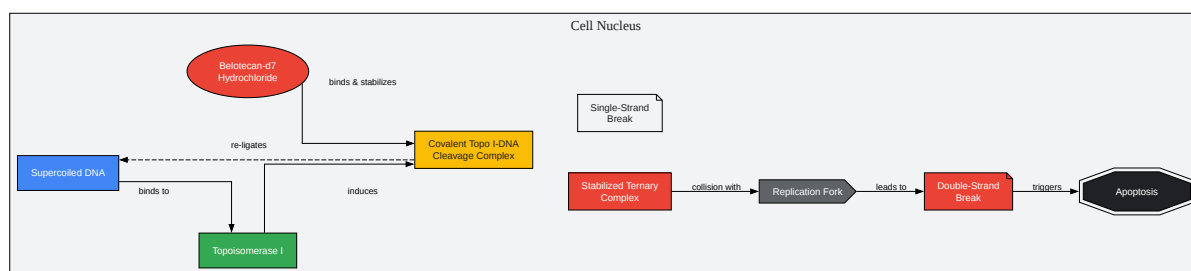 Cell Nucleus
Belotecan-d7
Hydrochloride
binds & stabilizes
Single-Strand
Break
re-ligates
Covalent Topo I-DNA
Cleavage Complex
Supercoiled DNA
binds to
induces
Stabilized Ternary
Complex
collision with
Replication Fork
leads to
Double-Strand
Break
triggers
Apoptosis
Topoisomerase I